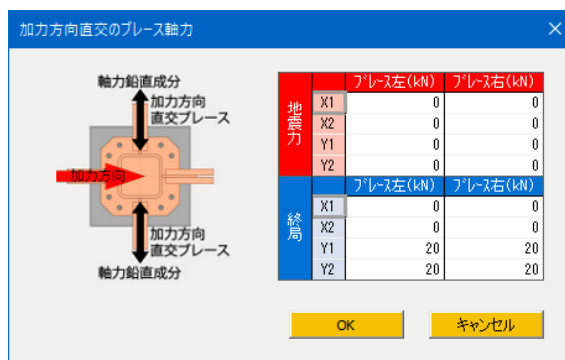 加力方向直交のブレース軸力
軸力鉛直成分
加力方向
直交ブレース
加力方向
加力方向
直交ブレース
軸力鉛直成分
地震力
ﾌﾞﾚｰｽ左(kN) ﾌﾞﾚｰｽ右(kN)
X1 0 0
X2 0 0
Y1 0 0
Y2 0 0
終局
ﾌﾞﾚｰｽ左(kN) ﾌﾞﾚｰｽ右(kN)
X1 0 0
X2 0 0
Y1 20 20
Y2 20 20
OK キャンセル